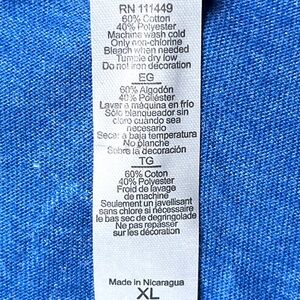 RN 111449
60% Cotton
40% Polyester
Machine wash cold
Only non-chlorine
Bleach when needed
Tumble dry low
Do not iron decoration
EG
60% Algodón
40% Poliéster
Lavar a máquina en frío
Sólo blanqueador sin
cloro cuando sea
necesario
Seca: a baja temperatura
No planche
Sobre la decoración
TG
60% Coton
40% Polyester
Froid de lavage
de machine
Seulement un javellisant
sans chlore si nécessaire
le bas sec de degringolade
Ne pas repasser
sur les décoration
Made in Nicaragua
XL